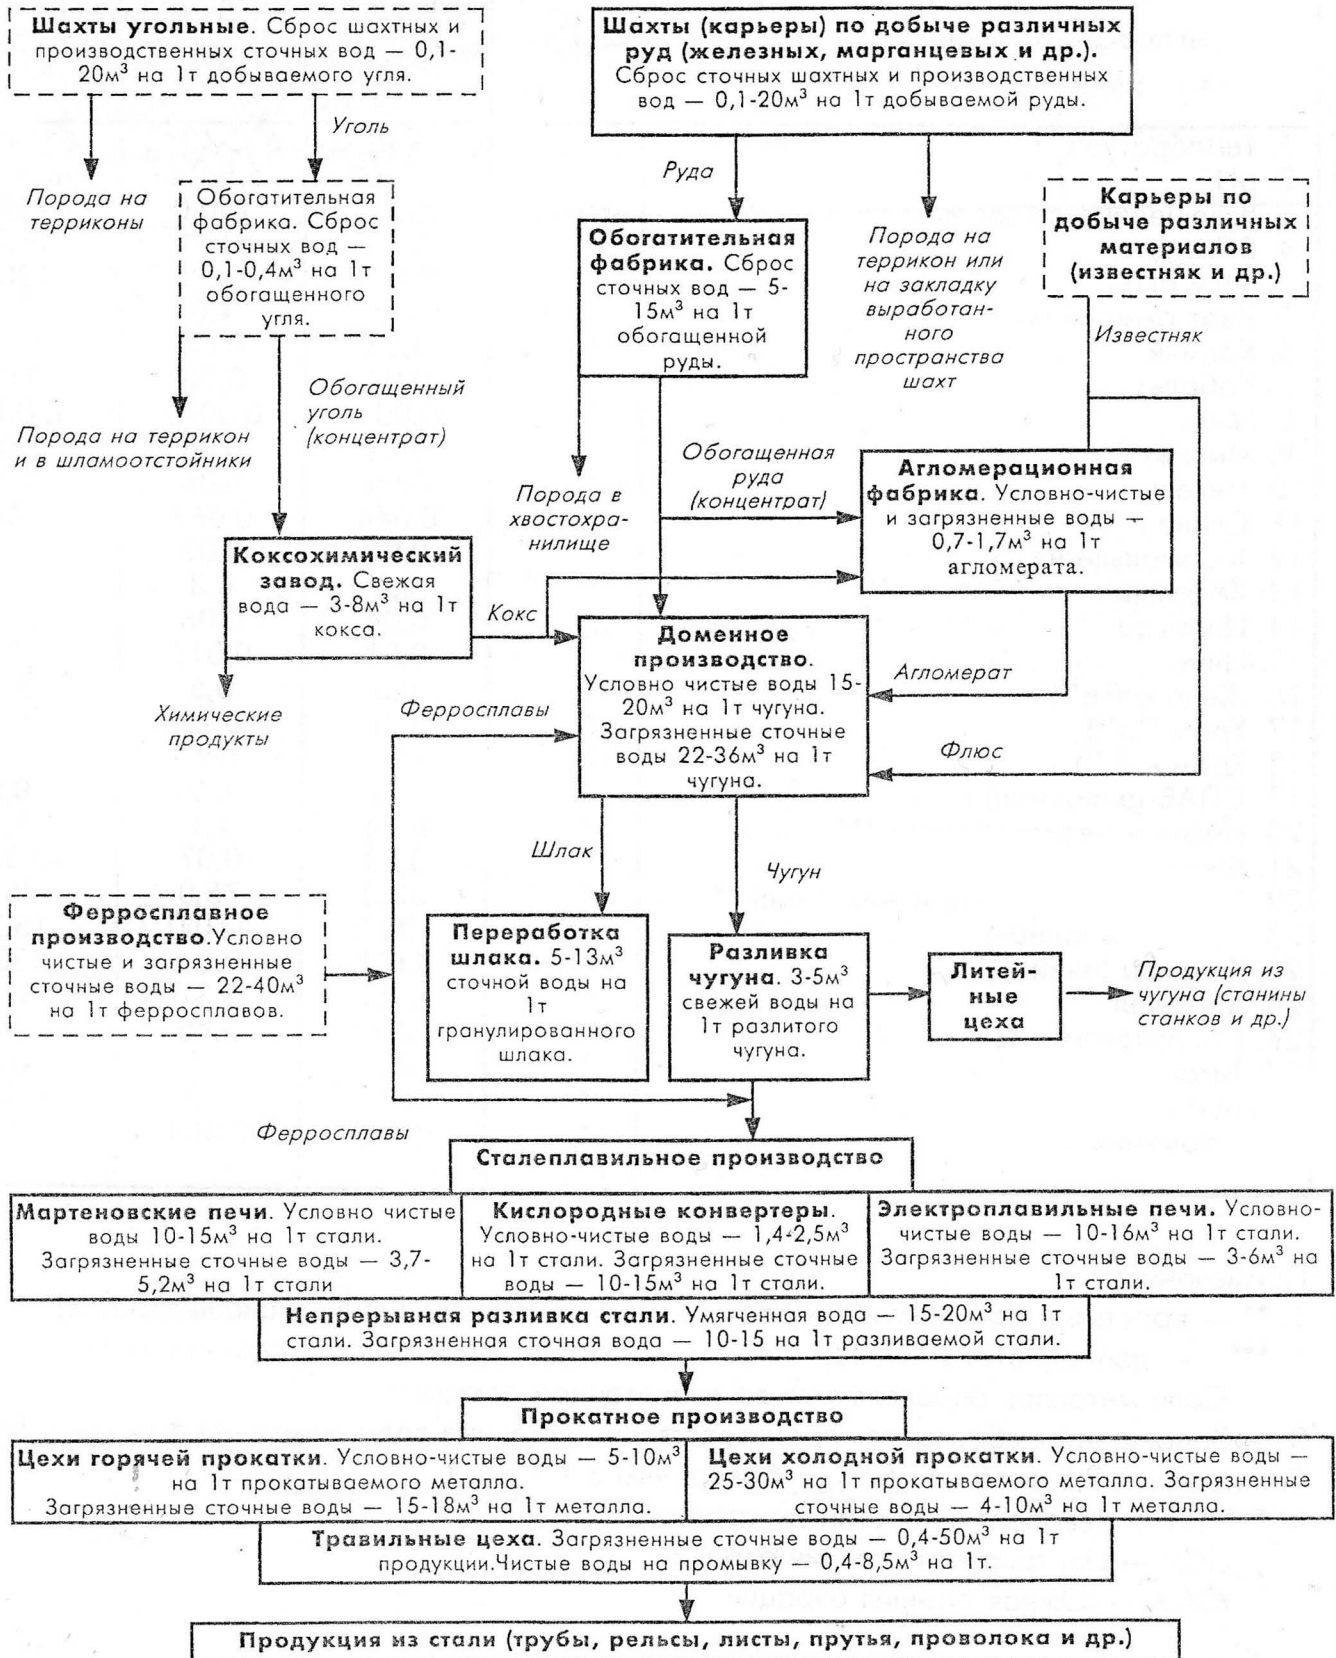 Шахты угольные. Сброс шахтных и
производственных сточных вод — 0,1-
20м³ на 1т добываемого угля.
Шахты (карьеры) по добыче различных
руд (железных, марганцевых и др.).
Сброс сточных шахтных и производственных
вод — 0,1-20м³ на 1т добываемой руды.
Уголь
Руда
Порода на
терриконы
Обогатительная
фабрика. Сброс
сточных вод —
0,1-0,4м³ на 1т
обогащенного
угля.
Обогатительная
фабрика. Сброс
сточных вод — 5-
15м³ на 1т
обогащенной
руды.
Порода на
террикон или
на закладку
выработан-
ного
пространства
шахт
Карьеры по
добыче различных
материалов
(известняк и др.)
Известняк
Обогащенный
уголь
(концентрат)
Порода на террикон
и в шламоотстойники
Порода в
хвостохра-
нилище
Обогащенная
руда
(концентрат)
Агломерационная
фабрика. Условно-чистые
и загрязненные воды —
0,7-1,7м³ на 1т
агломерата.
Коксохимический
завод. Свежая
вода — 3-8м³ на 1т
кокса.
Кокс
Доменное
производство.
Условно чистые воды 15-
20м³ на 1т чугуна.
Загрязненные сточные
воды 22-36м³ на 1т
чугуна.
Агломерат
Химические
продукты
Ферросплавы
Флюс
Шлак
Чугун
Ферросплавное
производство.Условно
чистые и загрязненные
сточные воды — 22-40м³
на 1т ферросплавов.
Переработка
шлака. 5-13м³
сточной воды на
1т
гранулированного
шлака.
Разливка
чугуна. 3-5м³
свежей воды на
1т разлитого
чугуна.
Литей-
ные
цеха
Продукция из
чугуна (станины
станков и др.)
Ферросплавы
Сталеплавильное производство
Мартеновские печи. Условно чистые
воды 10-15м³ на 1т стали.
Загрязненные сточные воды — 3,7-
5,2м³ на 1т стали
Кислородные конвертеры.
Условно-чистые воды — 1,4-2,5м³
на 1т стали. Загрязненные сточные
воды — 10-15м³ на 1т стали.
Электроплавильные печи. Условно-
чистые воды — 10-16м³ на 1т стали.
Загрязненные сточные воды — 3-6м³ на
1т стали.
Непрерывная разливка стали. Умягченная вода — 15-20м³ на 1т
стали. Загрязненная сточная вода — 10-15 на 1т разливаемой стали.
Прокатное производство
Цехи горячей прокатки. Условно-чистые воды — 5-10м³
на 1т прокатываемого металла.
Загрязненные сточные воды — 15-18м³ на 1т металла.
Цехи холодной прокатки. Условно-чистые воды —
25-30м³ на 1т прокатываемого металла. Загрязненные
сточные воды — 4-10м³ на 1т металла.
Травильные цеха. Загрязненные сточные воды — 0,4-50м³ на 1т
продукции.Чистые воды на промывку — 0,4-8,5м³ на 1т.
Продукция из стали (трубы, рельсы, листы, прутья, проволока и др.)